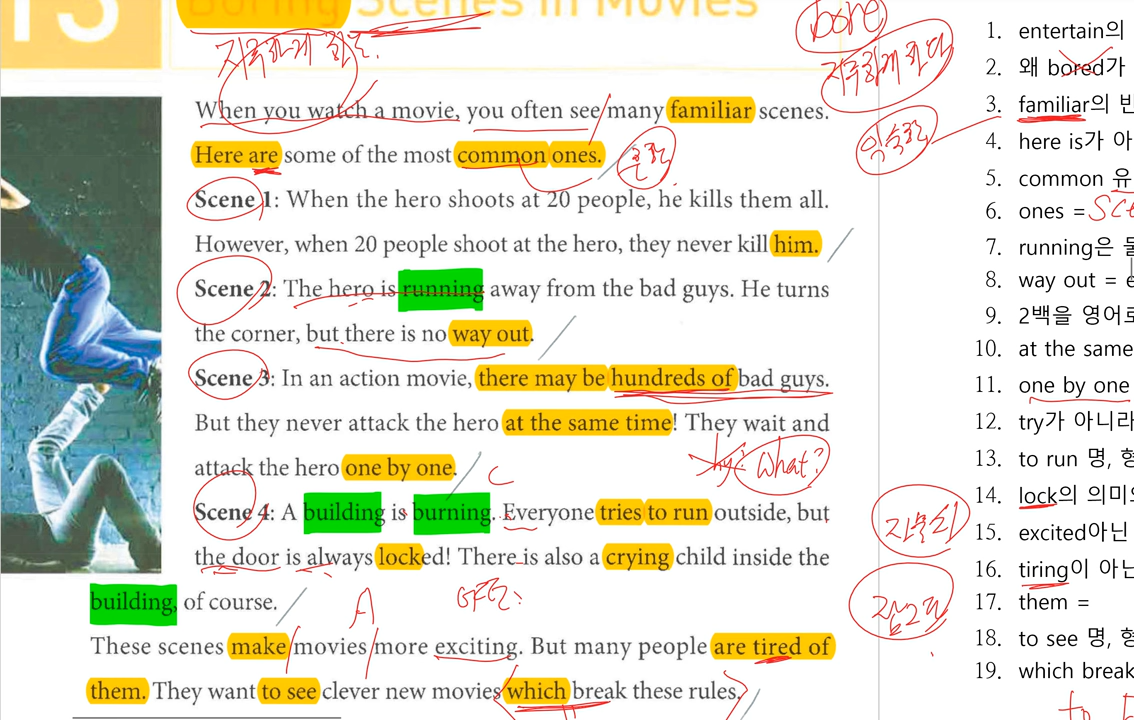 Boring Scenes in Movies
지루하게 하는
bore
지루하게 한다
When you watch a movie, you often see many familiar scenes.
익숙한
Here are some of the most common ones.
흔한
Scene 1: When the hero shoots at 20 people, he kills them all.
However, when 20 people shoot at the hero, they never kill him.
Scene 2: The hero is running away from the bad guys. He turns
the corner, but there is no way out.
Scene 3: In an action movie, there may be hundreds of bad guys.
But they never attack the hero at the same time! They wait and
attack the hero one by one.
What?
C
Scene 4: A building is burning. Everyone tries to run outside, but
the door is always locked! There is also a crying child inside the
building, of course.
A
These scenes make movies more exciting. But many people are tired of
them. They want to see clever new movies which break these rules.
1. entertain의
2. 왜 bored가
3. familiar의 반
4. here is가 아
5. common 유
6. ones = sce
7. running은 물
8. way out = e
9. 2백을 영어로
10. at the same
11. one by one
12. try가 아니라
13. to run 명, 형
14. lock의 의미
15. excited아닌
16. tiring이 아닌
17. them =
18. to see 명, 형
19. which break
to